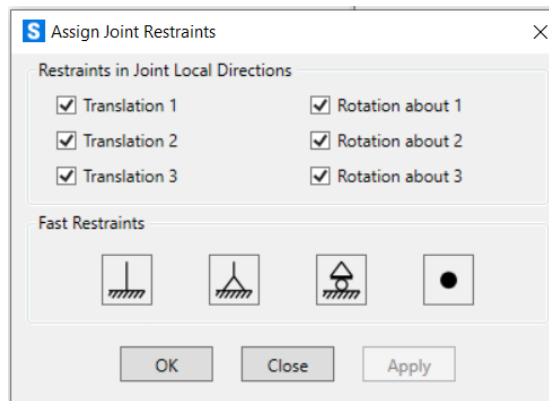 S Assign Joint Restraints
Restraints in Joint Local Directions
Translation 1
Rotation about 1
Translation 2
Rotation about 2
Translation 3
Rotation about 3
Fast Restraints
OK
Close
Apply